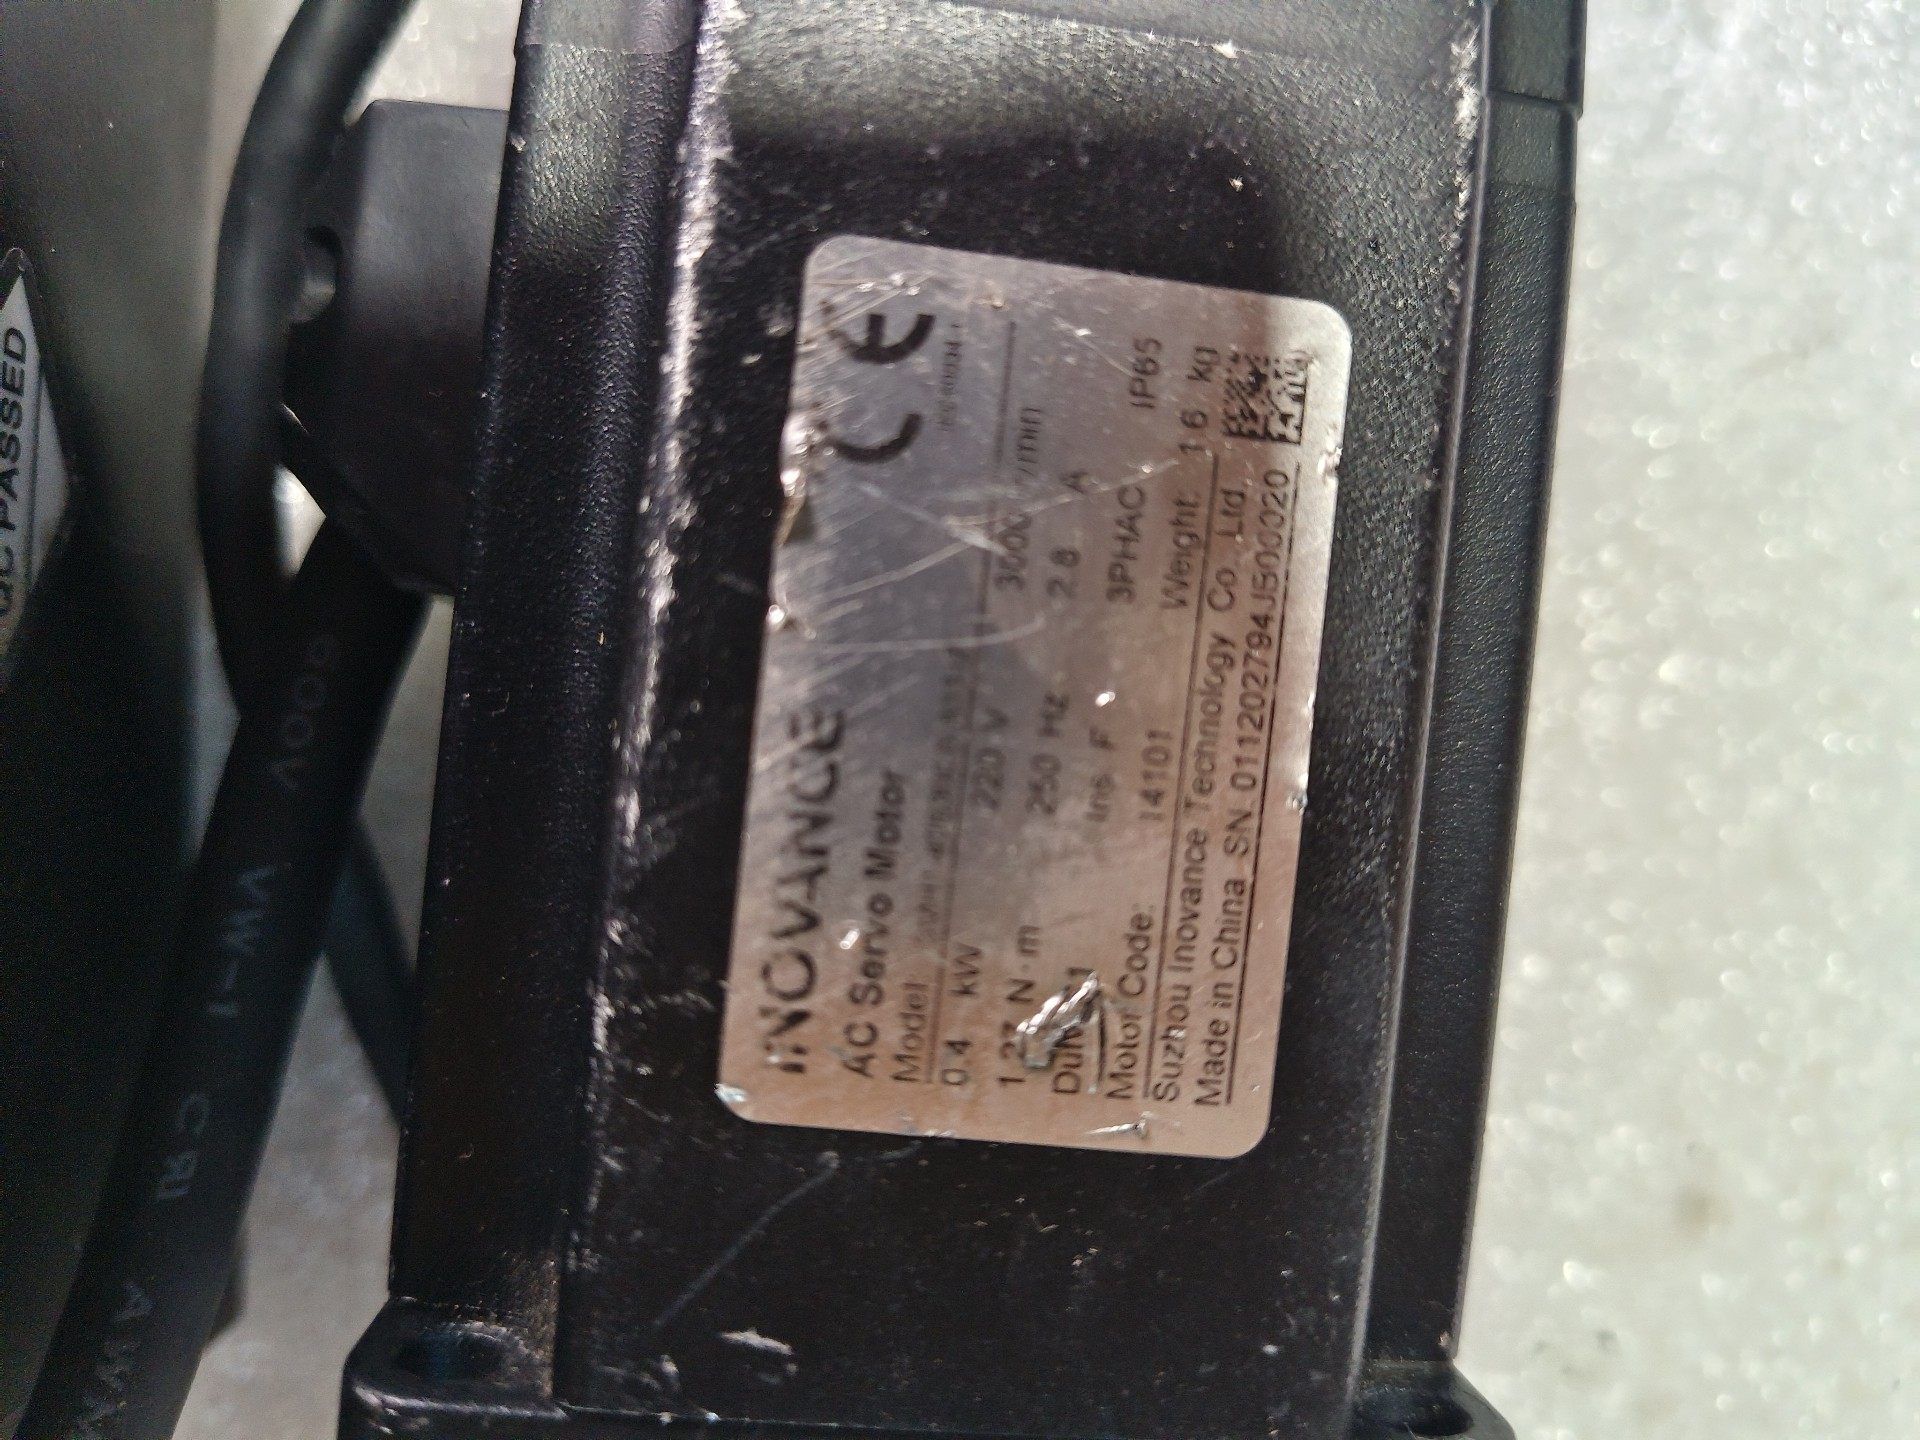 INOVANCE
CE
AC Servo Motor
Model:
0.4 kW 220 V 3000 /min
1.27 N·m 250 Hz 2.8 A
Ins. F 3PHAC IP65
Motor Code: 14101 Weight: 1.6 kg
Suzhou Inovance Technology Co. Ltd.
Made in China SN 011202794J500020
QC PASSED